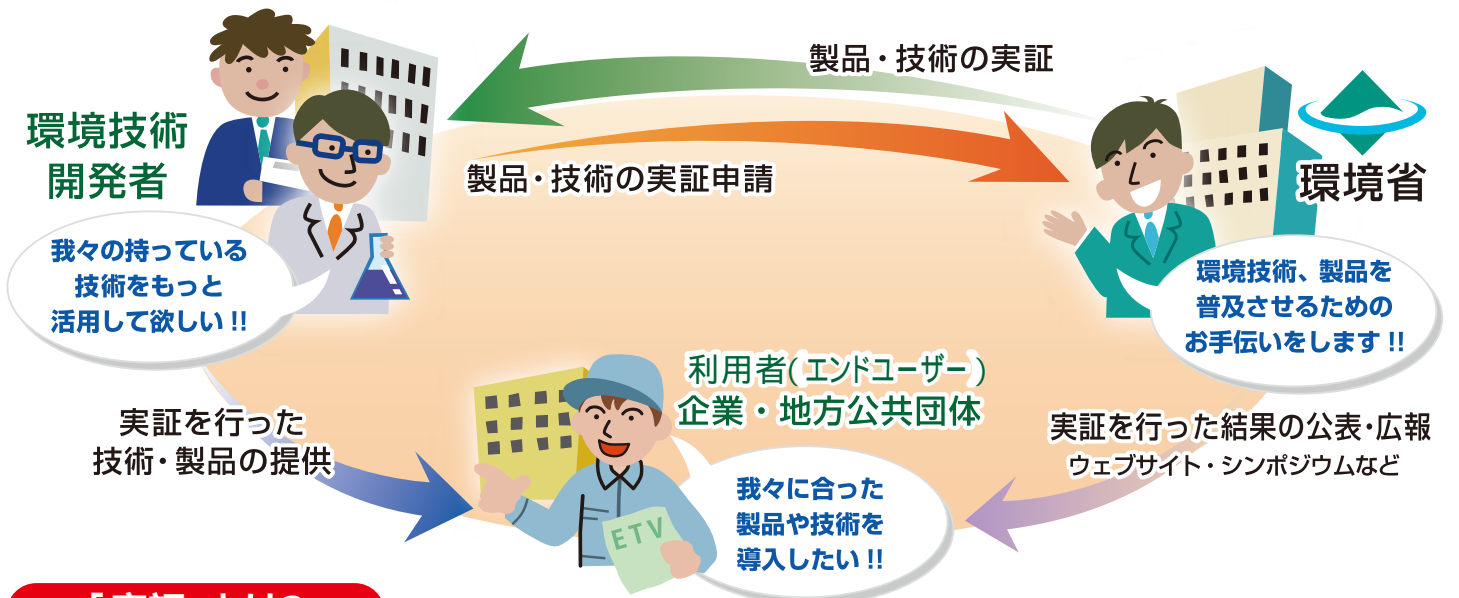 製品・技術の実証
環境技術
開発者
製品・技術の実証申請
環境省
我々の持っている
技術をもっと
活用して欲しい!!
環境技術、製品を
普及させるための
お手伝いをします!!
利用者(エンドユーザー)
企業・地方公共団体
実証を行った
技術・製品の提供
実証を行った結果の公表・広報
ウェブサイト・シンポジウムなど
我々に合った
製品や技術を
導入したい!!
ETV